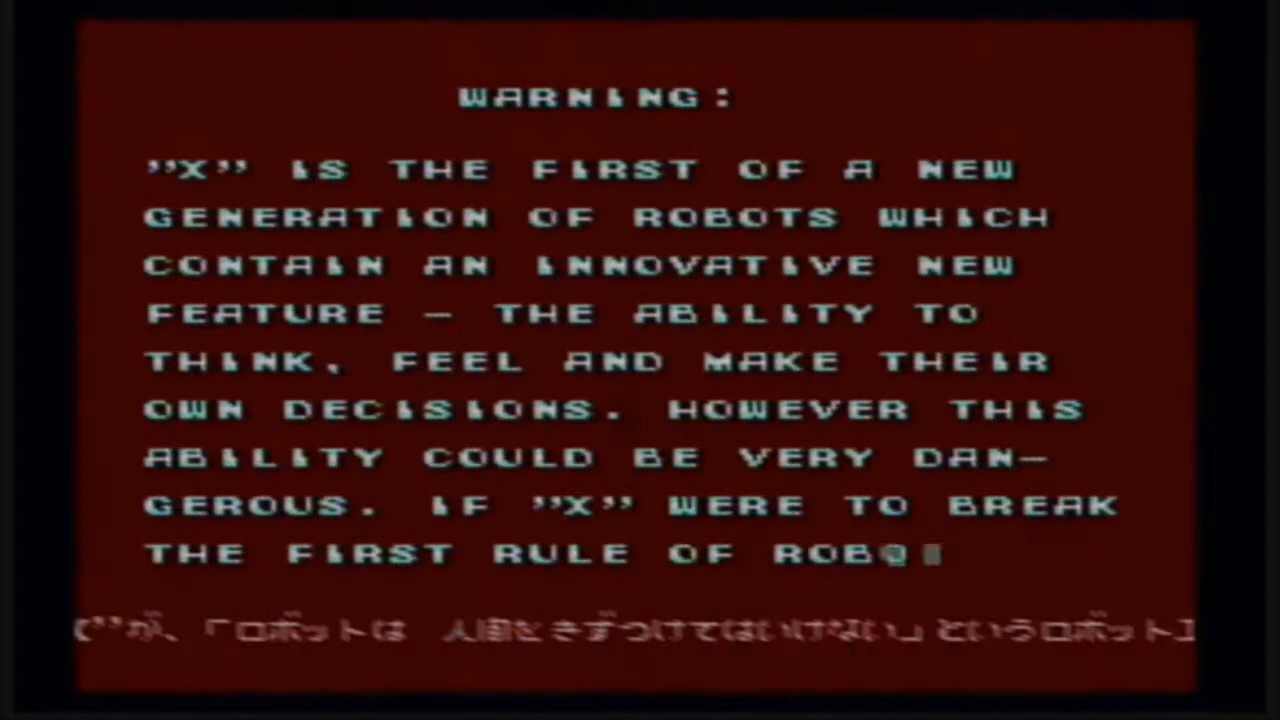 WARNING:
”X” IS THE FIRST OF A NEW
GENERATION OF ROBOTS WHICH
CONTAIN AN INNOVATIVE NEW
FEATURE – THE ABILITY TO
THINK, FEEL AND MAKE THEIR
OWN DECISIONS. HOWEVER THIS
ABILITY COULD BE VERY DAN–
GEROUS. IF ”X” WERE TO BREAK
THE FIRST RULE OF ROBO
”が、「ロボットは 人間をきずつけてはいけない」というロボット